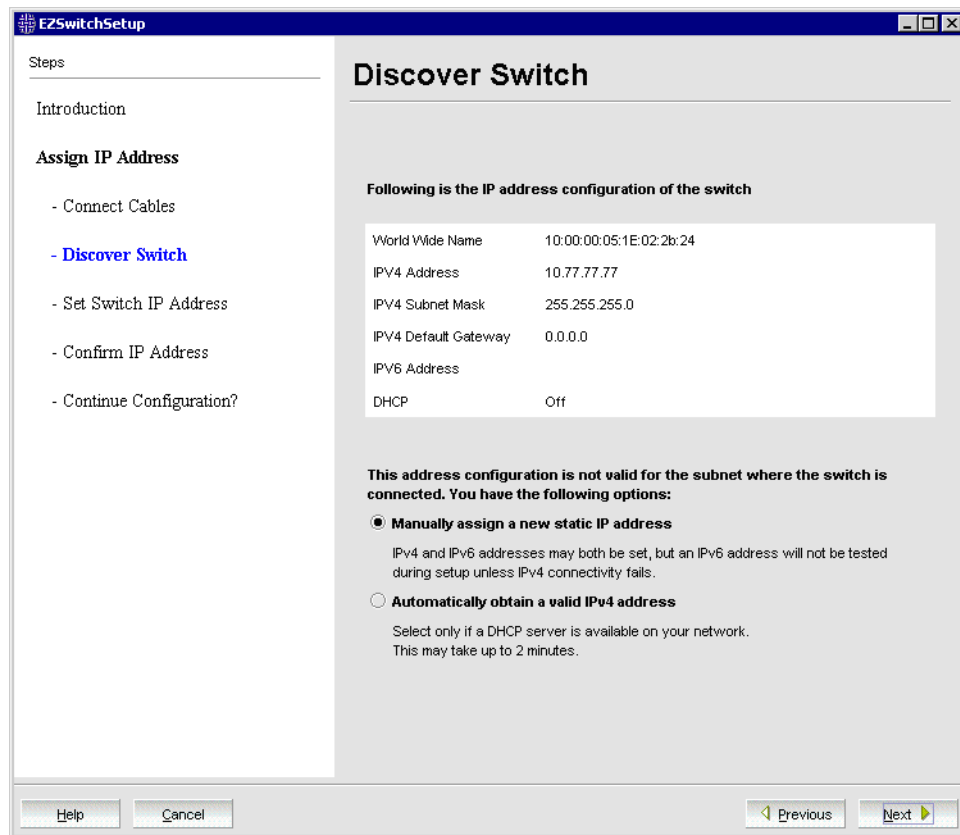 EZSwitchSetup
Steps
Introduction
Assign IP Address
- Connect Cables
- Discover Switch
- Set Switch IP Address
- Confirm IP Address
- Continue Configuration?
Discover Switch
Following is the IP address configuration of the switch
World Wide Name 10:00:00:05:1E:02:2b:24
IPV4 Address 10.77.77.77
IPV4 Subnet Mask 255.255.255.0
IPV4 Default Gateway 0.0.0.0
IPV6 Address
DHCP Off
This address configuration is not valid for the subnet where the switch is
connected. You have the following options:
Manually assign a new static IP address
IPv4 and IPv6 addresses may both be set, but an IPv6 address will not be tested
during setup unless IPv4 connectivity fails.
Automatically obtain a valid IPv4 address
Select only if a DHCP server is available on your network.
This may take up to 2 minutes.
Help Cancel Previous Next